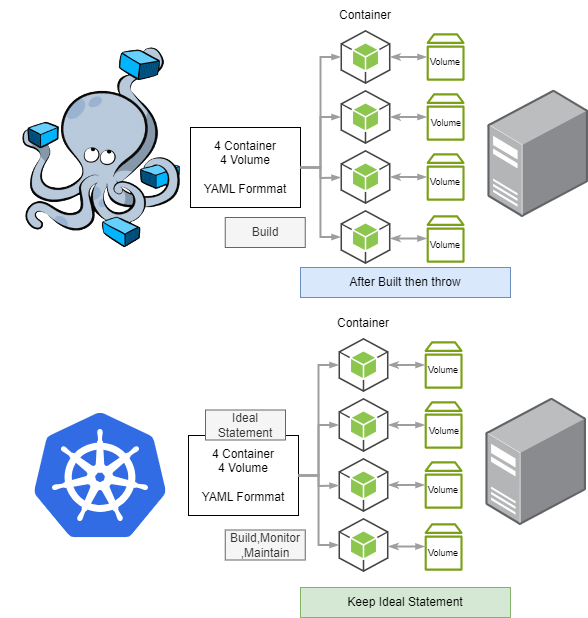 Container
Volume
4 Container
4 Volume
YAML Formmat
Volume
Volume
Build
Volume
After Built then throw
Container
Volume
Ideal
Statement
4 Container
4 Volume
YAML Formmat
Volume
Volume
Build,Monitor
,Maintain
Volume
Keep Ideal Statement